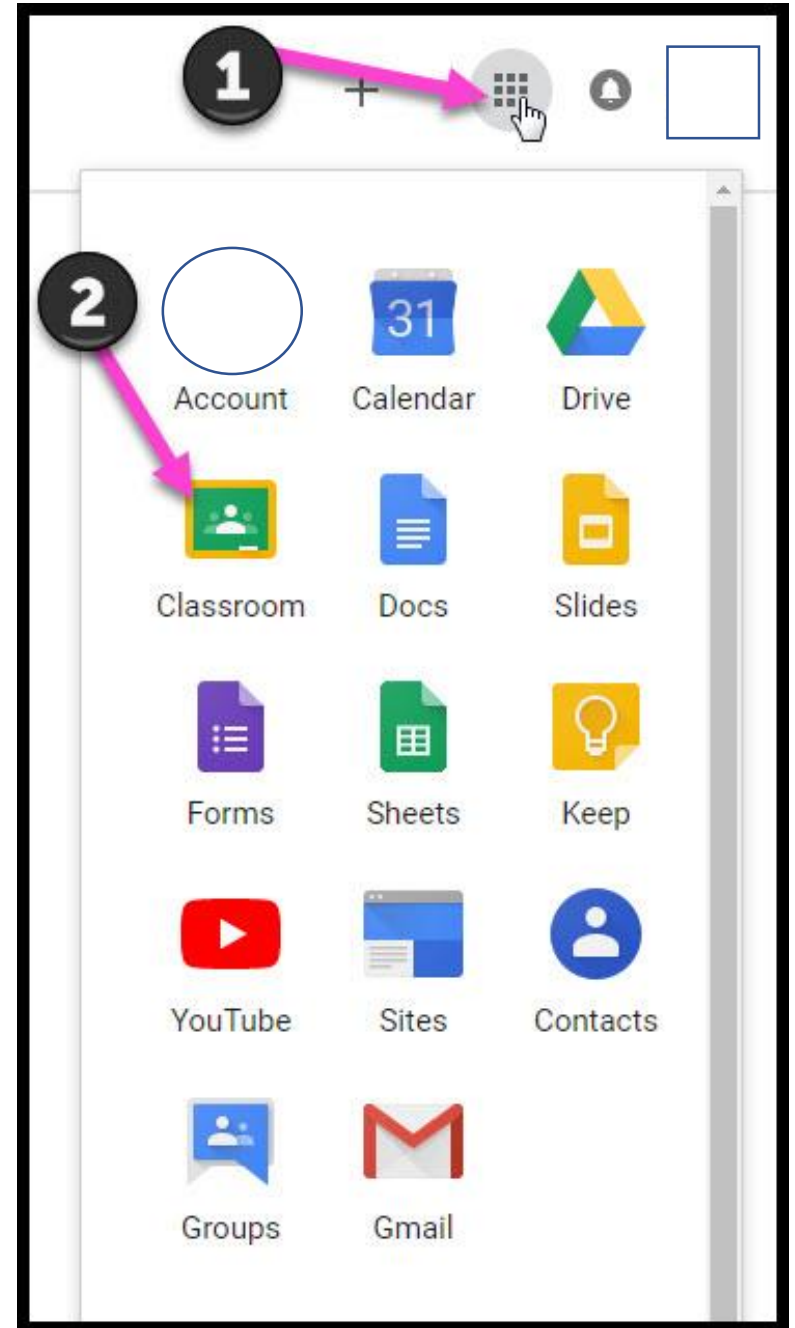 1
2
31
Account Calendar Drive
Classroom Docs Slides
Forms Sheets Keep
YouTube Sites Contacts
Groups Gmail